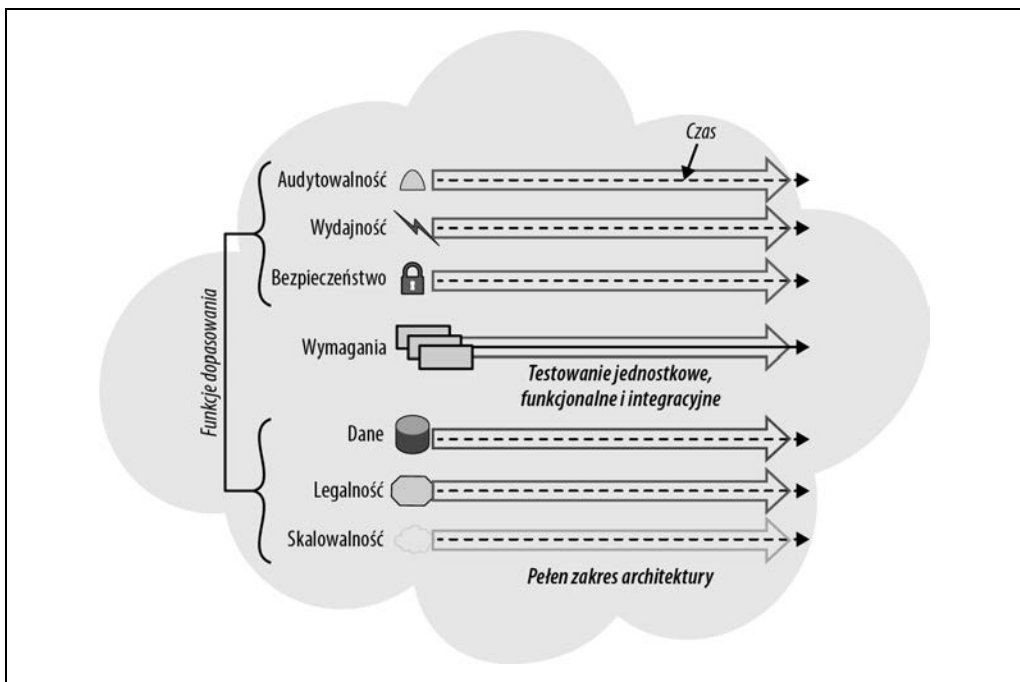 Czas
Audytowalność
Wydajność
Bezpieczeństwo
Funkcje dopasowania
Wymagania
Testowanie jednostkowe,
funkcjonalne i integracyjne
Dane
Legalność
Skalowalność
Pełen zakres architektury